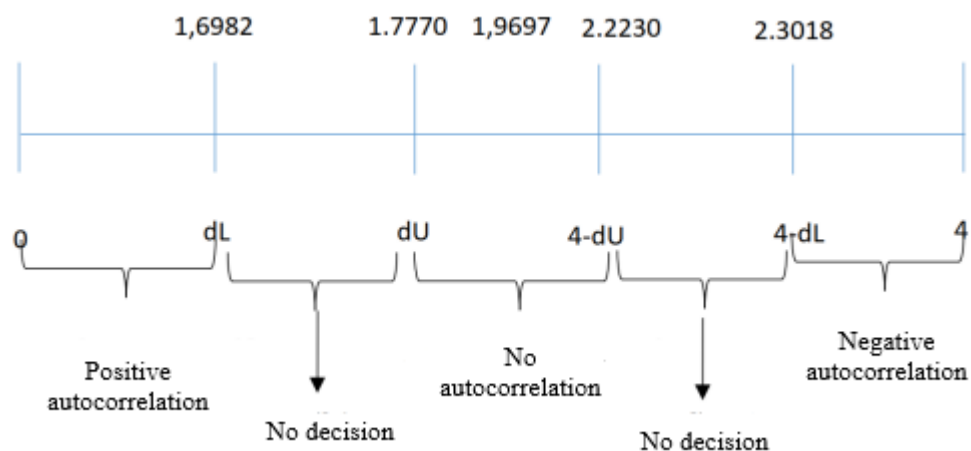 1,6982 1.7770 1,9697 2.2230 2.3018
0 dL dU 4-dU 4-dL 4
Positive
autocorrelation
No decision
No
autocorrelation
No decision
Negative
autocorrelation